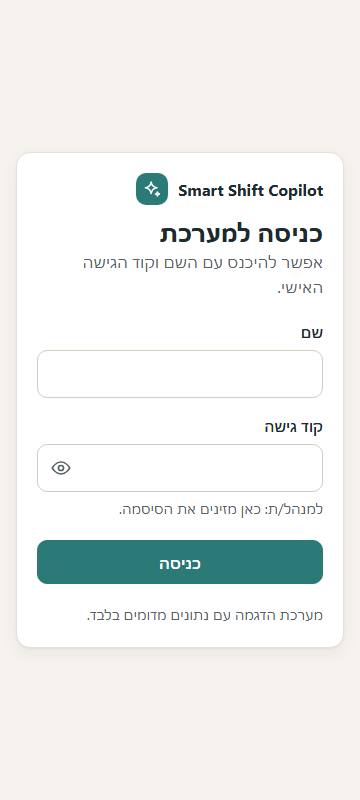 Smart Shift Copilot
כניסה למערכת
אפשר להיכנס עם השם וקוד הגישה
האישי.
שם
קוד גישה
למנהל/ת: כאן מזינים את הסיסמה.
כניסה
מערכת הדגמה עם נתונים מדומים בלבד.